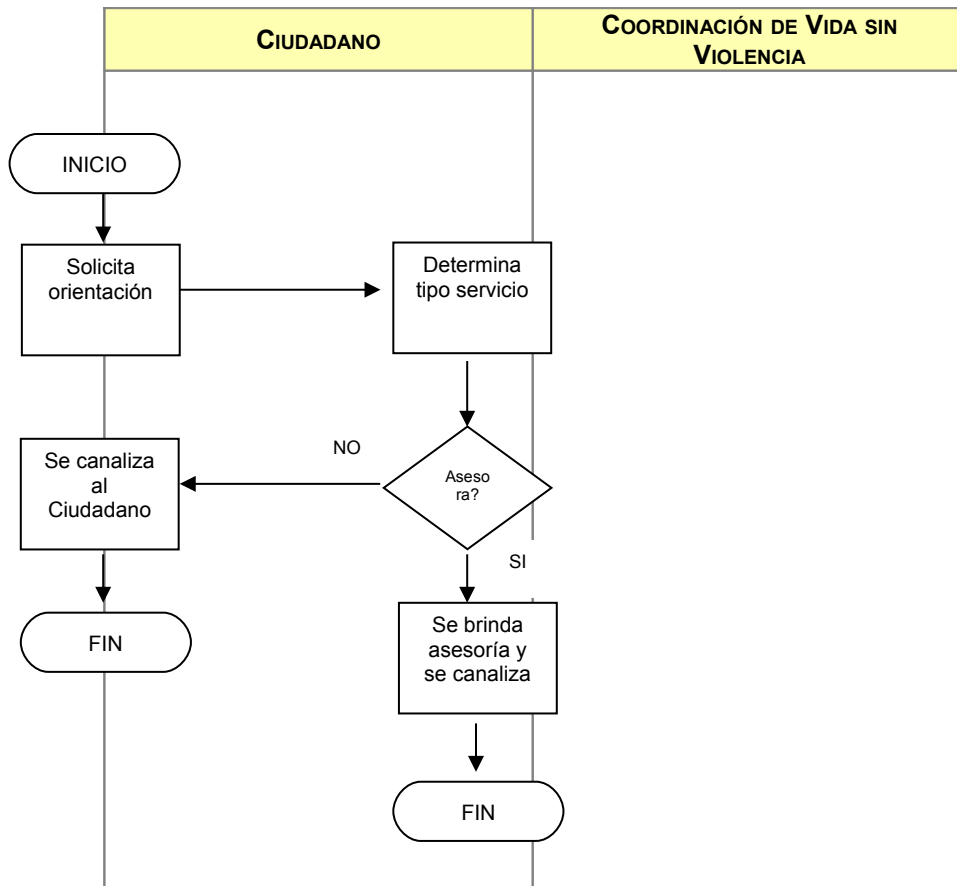 CIUDADANO
COORDINACIÓN DE VIDA SIN
VIOLENCIA
INICIO
Solicita
orientación
Determina
tipo servicio
NO
Aseso
ra?
Se canaliza
al
Ciudadano
SI
FIN
Se brinda
asesoría y
se canaliza
FIN